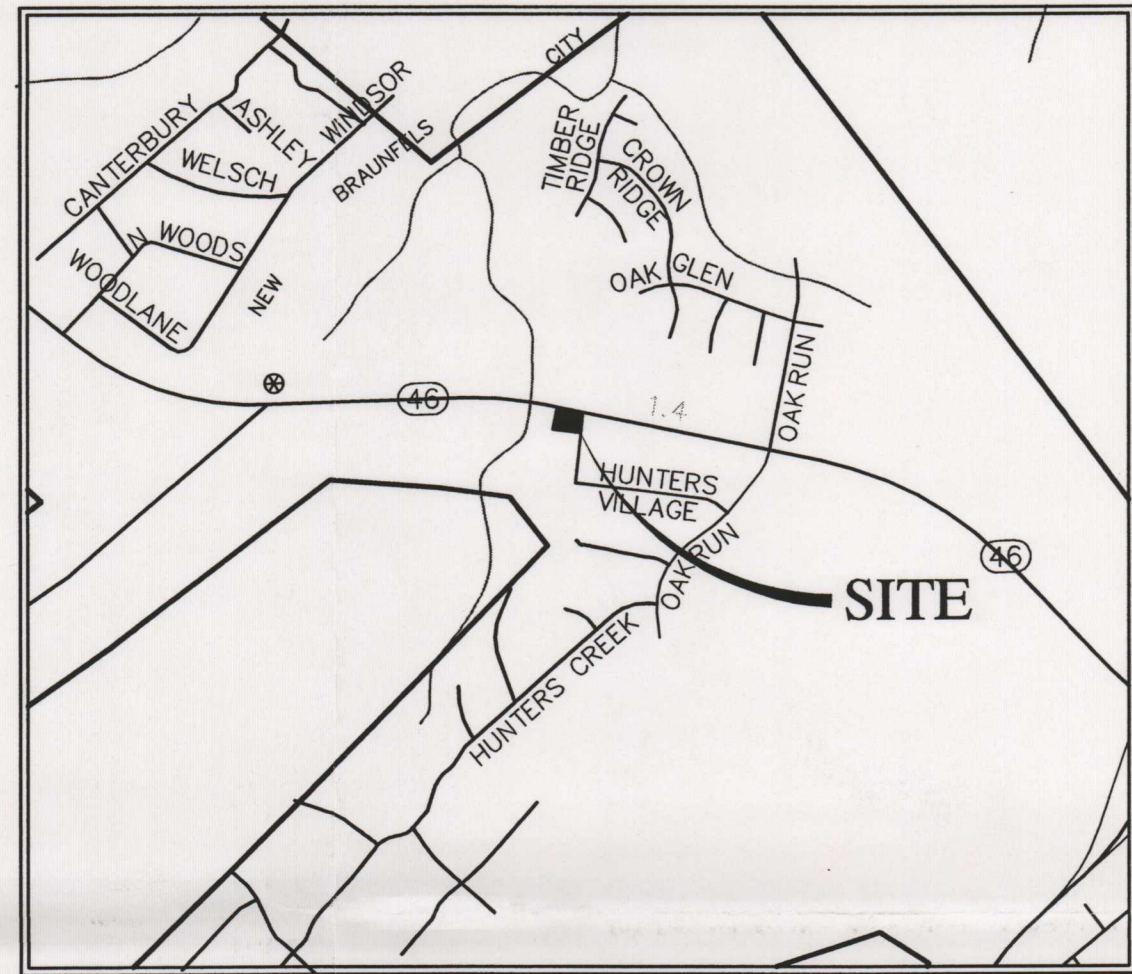 CITY
CANTERBURY
ASHLEY
WINDSOR
BRAUNFELS
WELSCH
TIMBER
RIDGE
CROWN
RIDGE
N
WOODS
WOODLANE
NEW
OAK GLEN
46
1.4
OAK RUN
HUNTERS
VILLAGE
OAK RUN
46
SITE
HUNTERS CREEK